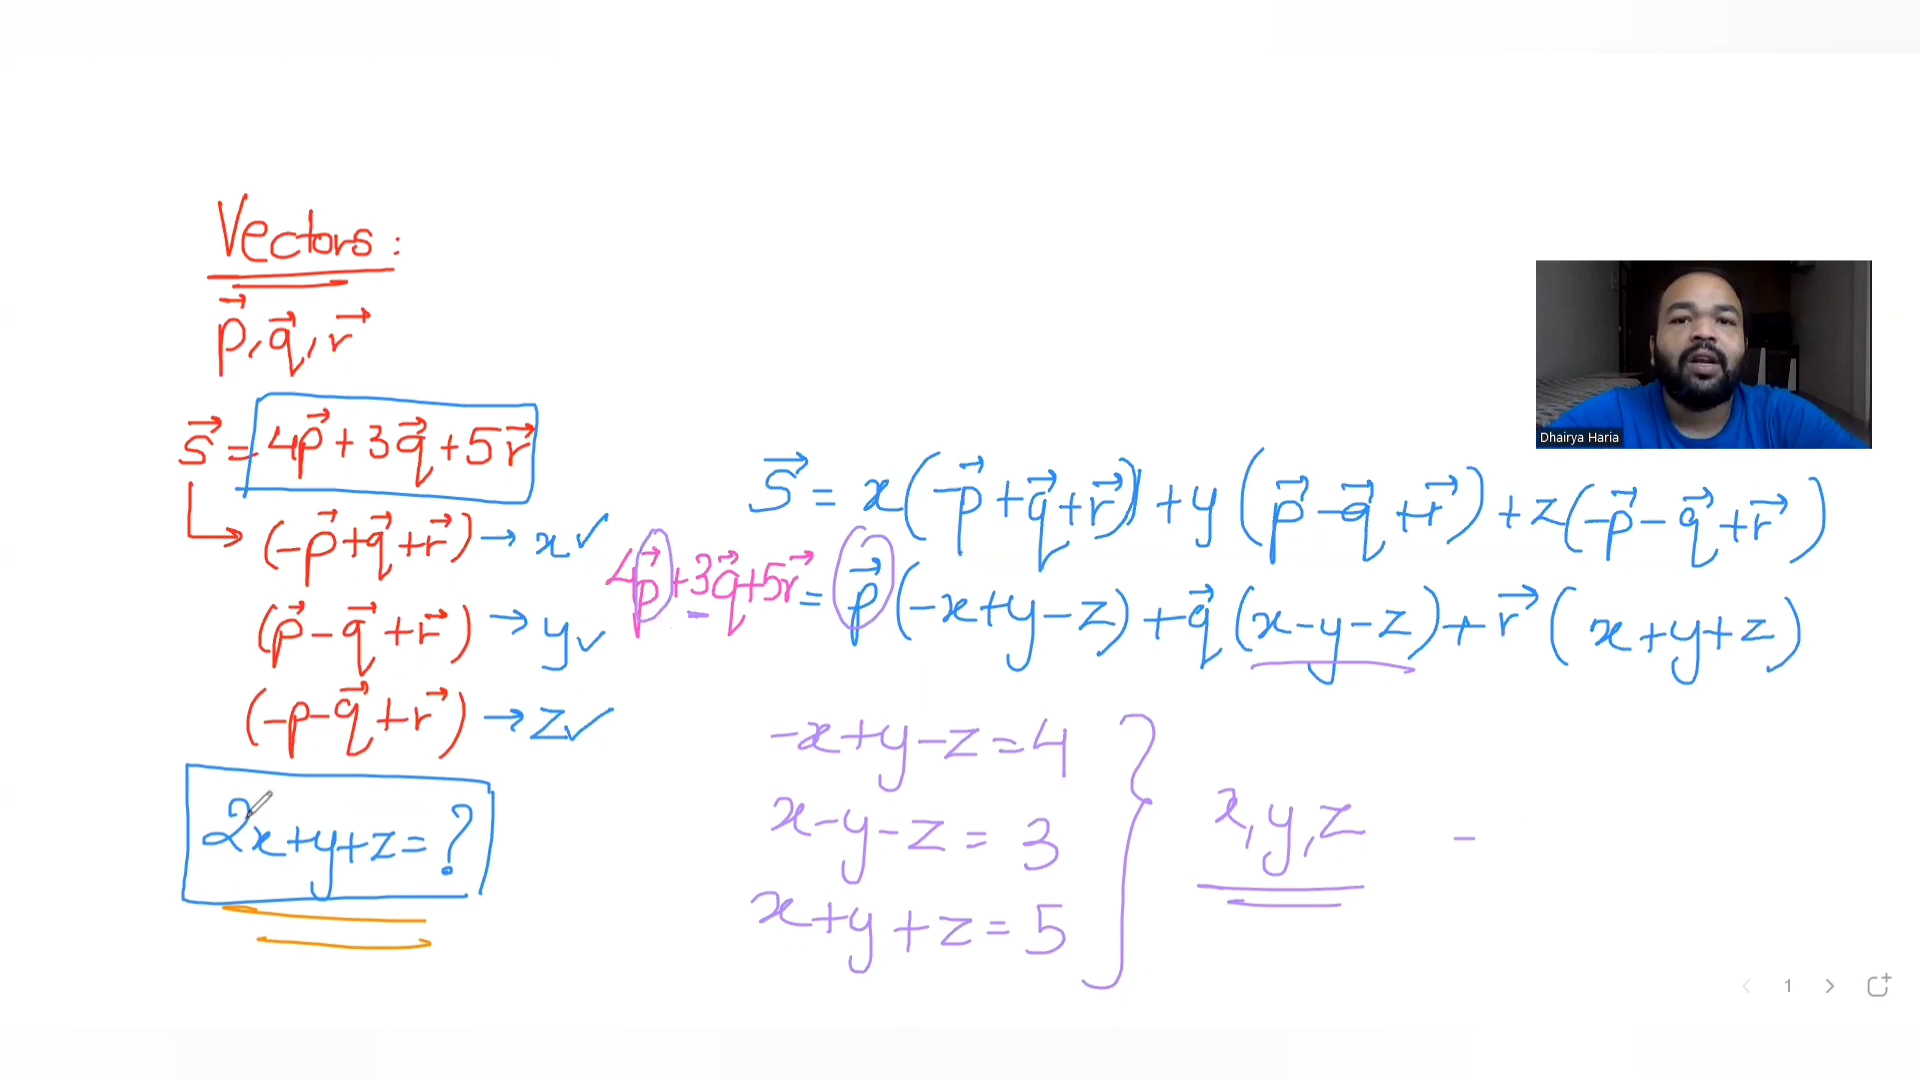 Vectors:
p⃗, q⃗, r⃗
s⃗ = 4p⃗ + 3q⃗ + 5r⃗
(-p⃗ + q⃗ + r⃗) → x ✓
(p⃗ - q⃗ + r⃗) → y ✓
(-p - q⃗ + r⃗) → z ✓
2x + y + z = ?
s⃗ = x(-p⃗ + q⃗ + r⃗) + y(p⃗ - q⃗ + r⃗) + z(-p⃗ - q⃗ + r⃗)
4p⃗ + 3q⃗ + 5r⃗ = p⃗(-x + y - z) + q⃗(x - y - z) + r⃗(x + y + z)
-x + y - z = 4
x - y - z = 3
x + y + z = 5
x, y, z -
Dhairya Haria
1